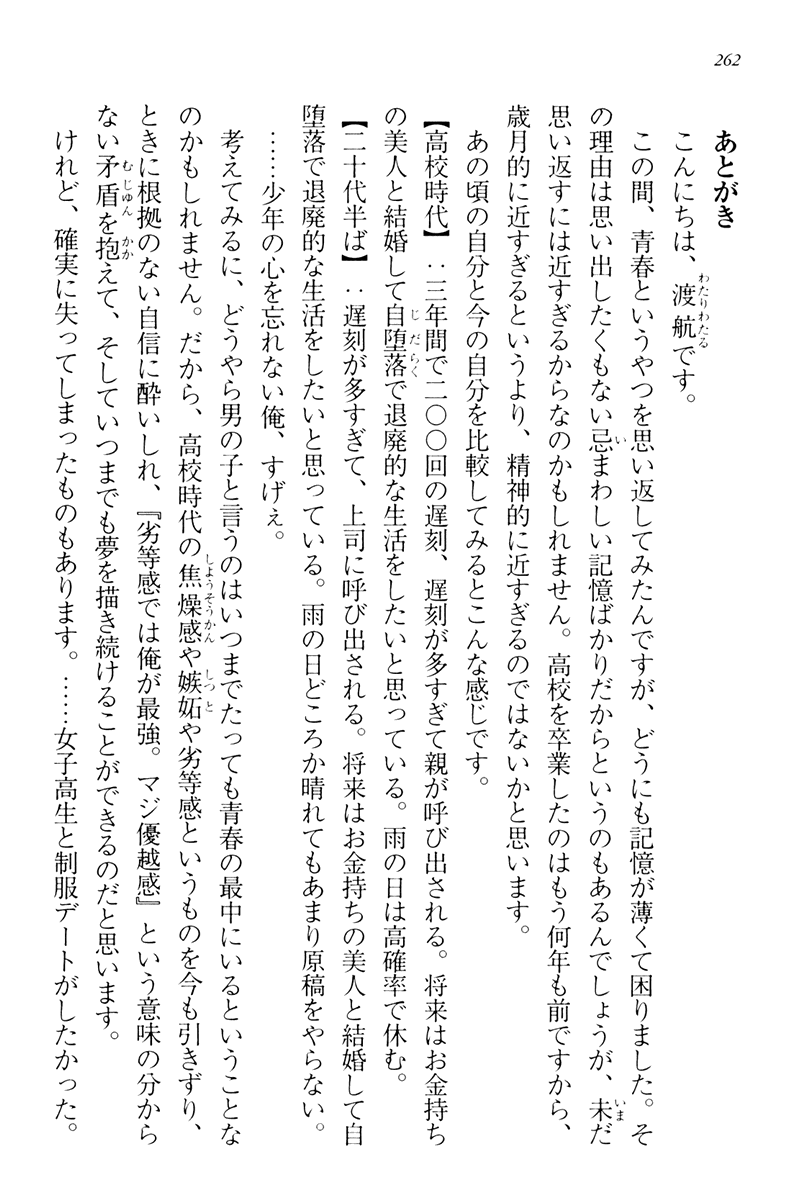 262
あとがき
こんにちは、渡航です。
この間、青春というやつを思い返してみたんですが、どうにも記憶が薄くて困りました。そ
の理由は思い出したくもない忌まわしい記憶ばかりだからというのもあるんでしょうが、未だ
思い返すには近すぎるからなのかもしれません。高校を卒業したのはもう何年も前ですから、
歳月的に近すぎるというより、精神的に近すぎるのではないかと思います。
あの頃の自分と今の自分を比較してみるとこんな感じです。
【高校時代】：三年間で二〇〇回の遅刻、遅刻が多すぎて親が呼び出される。将来はお金持ち
の美人と結婚して自堕落で退廃的な生活をしたいと思っている。雨の日は高確率で休む。
【二十代半ば】：遅刻が多すぎて、上司に呼び出される。将来はお金持ちの美人と結婚して自
堕落で退廃的な生活をしたいと思っている。雨の日どころか晴れてもあまり原稿をやらない。
……少年の心を忘れない俺、すげぇ。
考えてみるに、どうやら男の子と言うのはいつまでたっても青春の最中にいるということな
のかもしれません。だから、高校時代の焦燥感や嫉妬や劣等感というものを今も引きずり、
ときに根拠のない自信に酔いしれ、『劣等感では俺が最強。マジ優越感』という意味の分から
ない矛盾を抱えて、そしていつまでも夢を描き続けることができるのだと思います。
けれど、確実に失ってしまったものもあります。……女子高生と制服デートがしたかった。